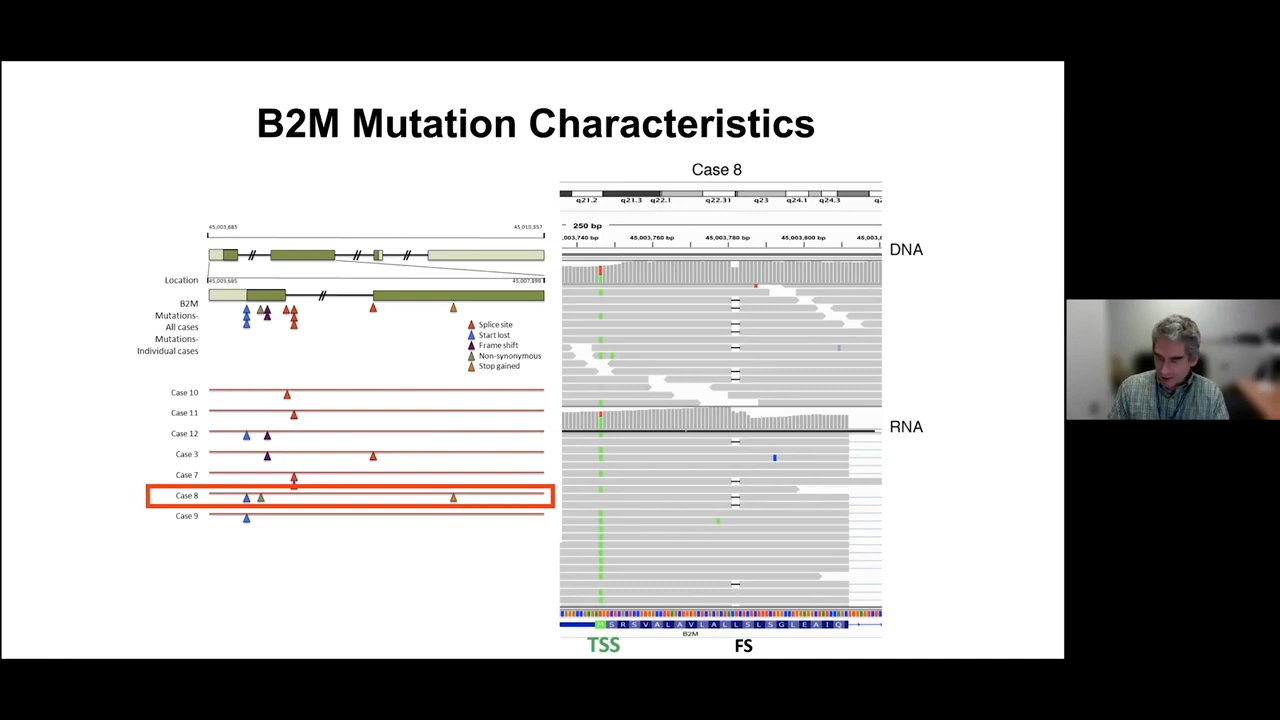 B2M Mutation Characteristics
Case 8
45,003,685
45,010,357
Location
45,003,685
45,007,899
B2M
Mutations-
All cases
Mutations-
Individual cases
Splice site
Start lost
Frame shift
Non-synonymous
Stop gained
Case 10
Case 11
Case 12
Case 3
Case 7
Case 8
Case 9
q21.2 q21.3 q22.1 q22.31 q23 q24.1 q24.3
250 bp
,003,740 bp 45,003,760 bp 45,003,780 bp 45,003,800 bp
DNA
RNA
S R S V A L A V L A L L S L S G L E A I Q
B2M
TSS
FS